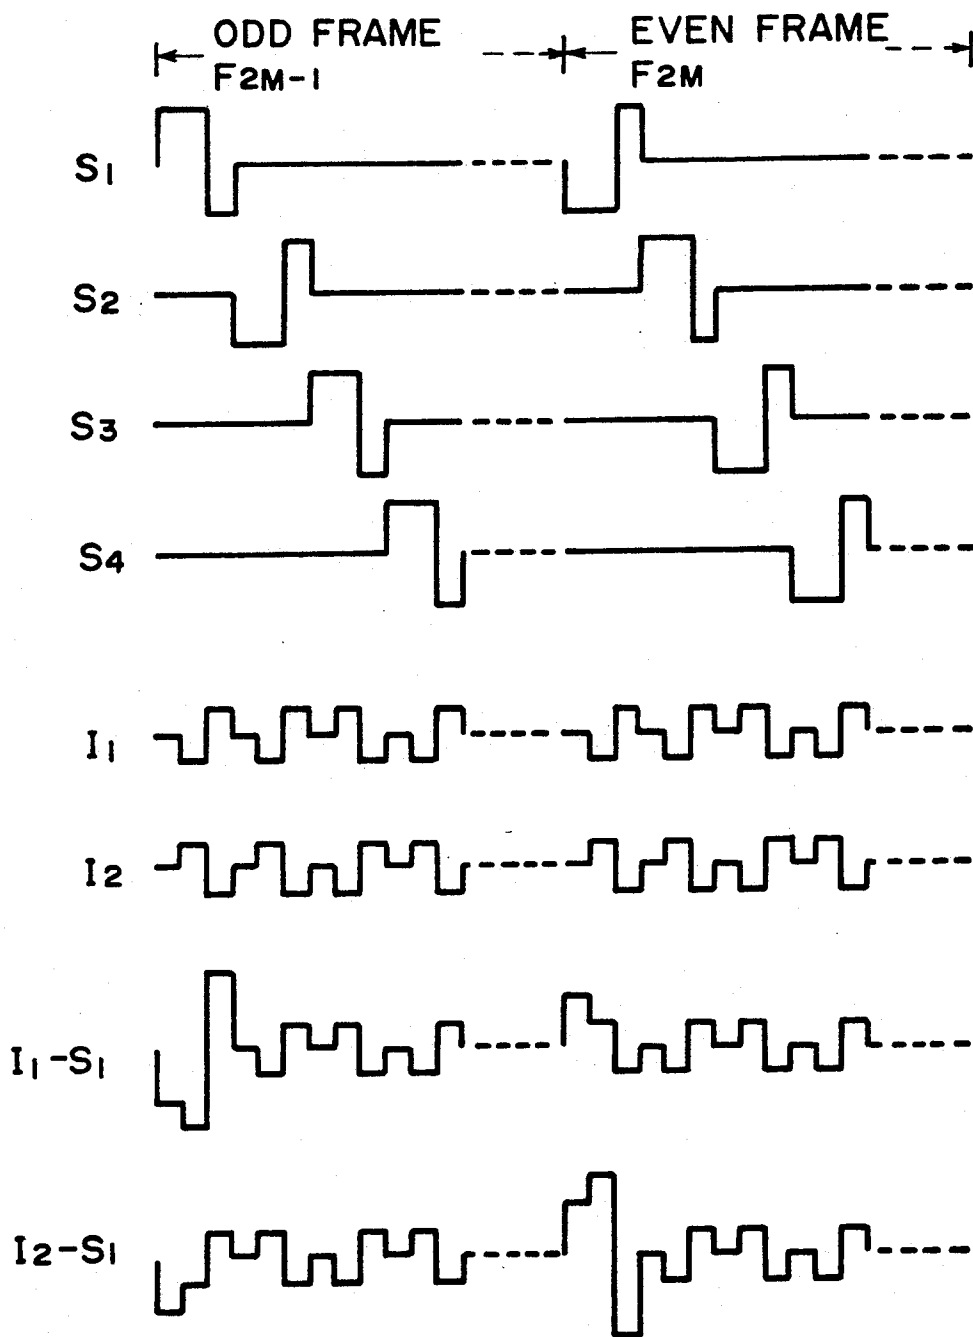 ODD FRAME
F2M-1
EVEN FRAME
F2M
S1
S2
S3
S4
I1
I2
I1-S1
I2-S1